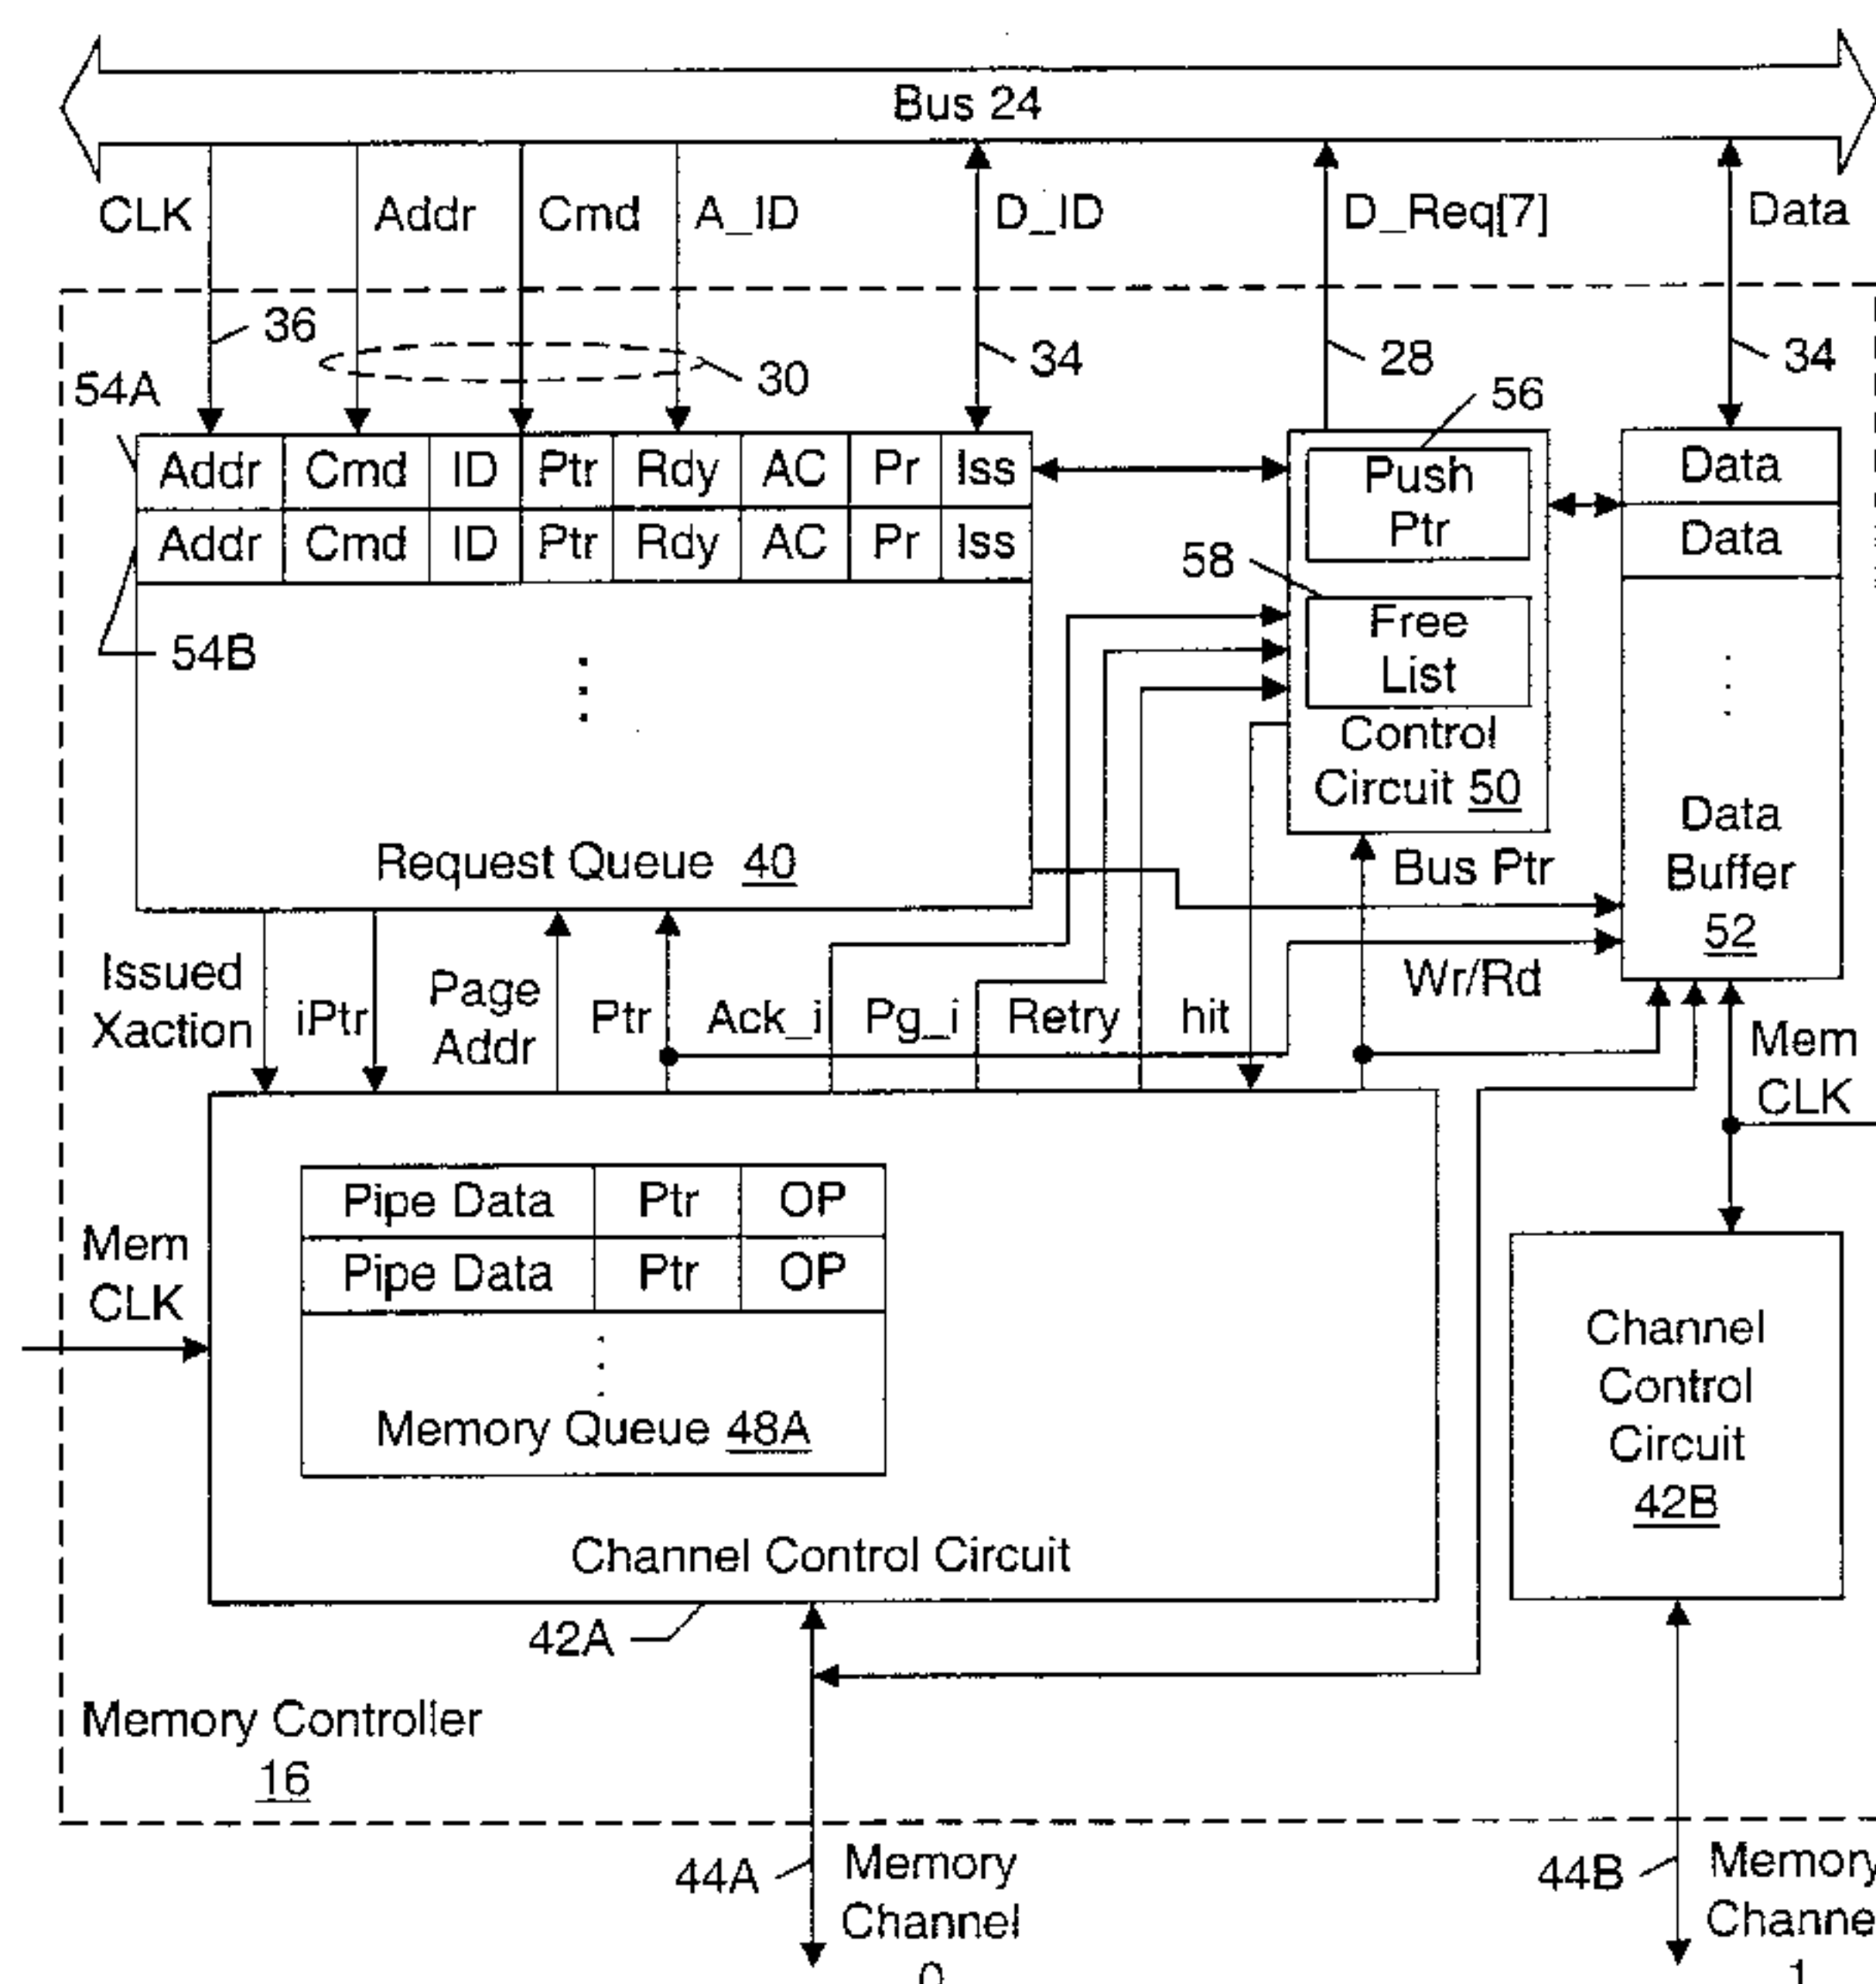 Bus 24
CLK
Addr
Cmd
A_ID
D_ID
D_Req[7]
Data
36
30
34
28
34
54A
56
Addr Cmd ID Ptr Rdy AC Pr Iss
Addr Cmd ID Ptr Rdy AC Pr Iss
54B
Push
Ptr
58
Free
List
Control
Circuit 50
Data
Data
Data
Buffer
52
Request Queue 40
Bus Ptr
Wr/Rd
Issued
Xaction
iPtr
Page
Addr
Ptr
Ack_i
Pg_i
Retry
hit
Mem
CLK
Mem
CLK
Pipe Data Ptr OP
Pipe Data Ptr OP
Memory Queue 48A
Channel Control Circuit
42A
Channel
Control
Circuit
42B
Memory Controller
16
44A
Memory
Channel
0
44B
Memory
Channe
1